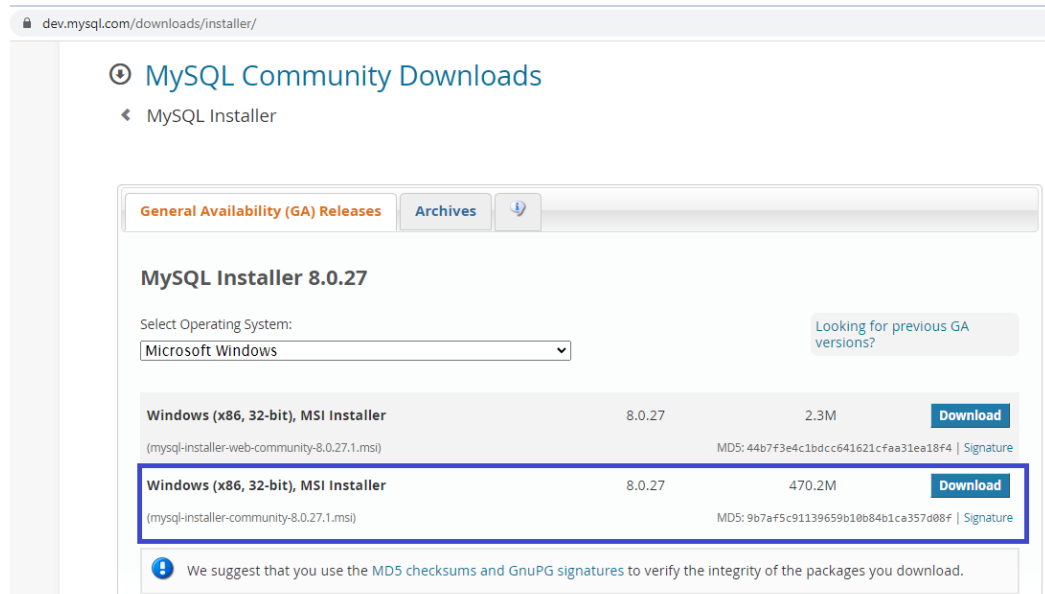 dev.mysql.com/downloads/installer/
MySQL Community Downloads
MySQL Installer
General Availability (GA) Releases
Archives
MySQL Installer 8.0.27
Select Operating System:
Microsoft Windows
Looking for previous GA
versions?
Windows (x86, 32-bit), MSI Installer 8.0.27 2.3M Download
(mysql-installer-web-community-8.0.27.1.msi) MD5: 44b7f3e4c1bdcc641621cfaa31ea18f4 | Signature
Windows (x86, 32-bit), MSI Installer 8.0.27 470.2M Download
(mysql-installer-community-8.0.27.1.msi) MD5: 9b7af5c91139659b10b84b1ca357d08f | Signature
We suggest that you use the MD5 checksums and GnuPG signatures to verify the integrity of the packages you download.